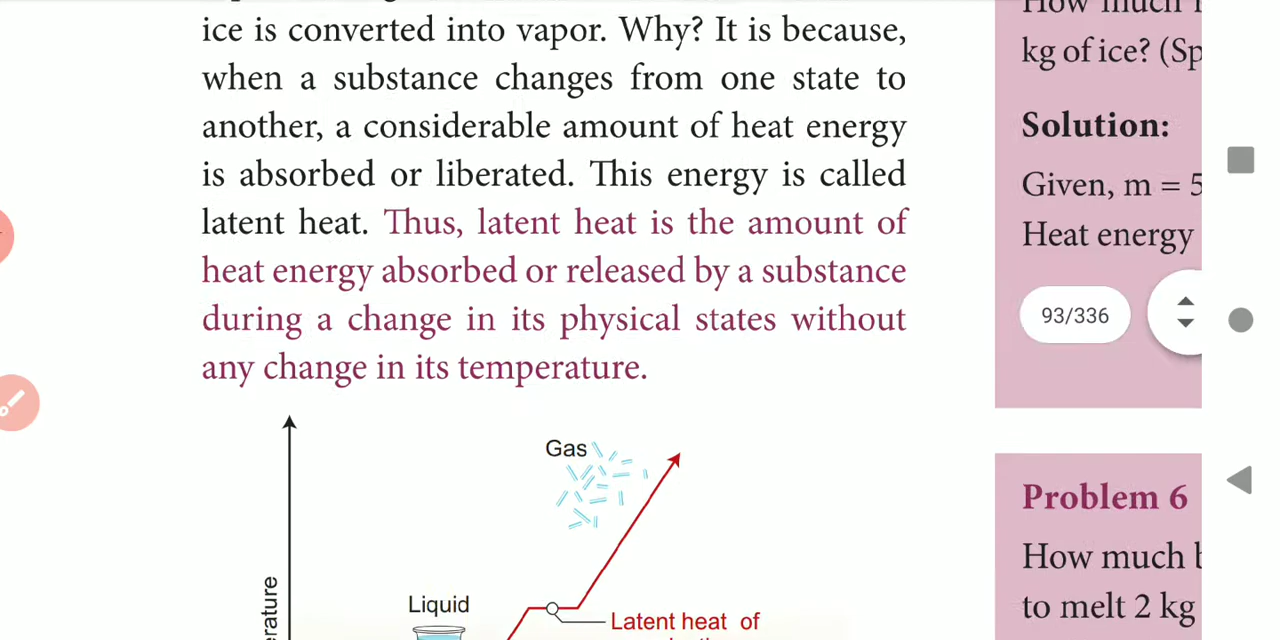 ice is converted into vapor. Why? It is because,
when a substance changes from one state to
another, a considerable amount of heat energy
is absorbed or liberated. This energy is called
latent heat. Thus, latent heat is the amount of
heat energy absorbed or released by a substance
during a change in its physical states without
any change in its temperature.
Gas
Liquid
Latent heat of
How much
kg of ice? (Sp
Solution:
Given, m = 5
Heat energy
93/336
Problem 6
How much
to melt 2 kg